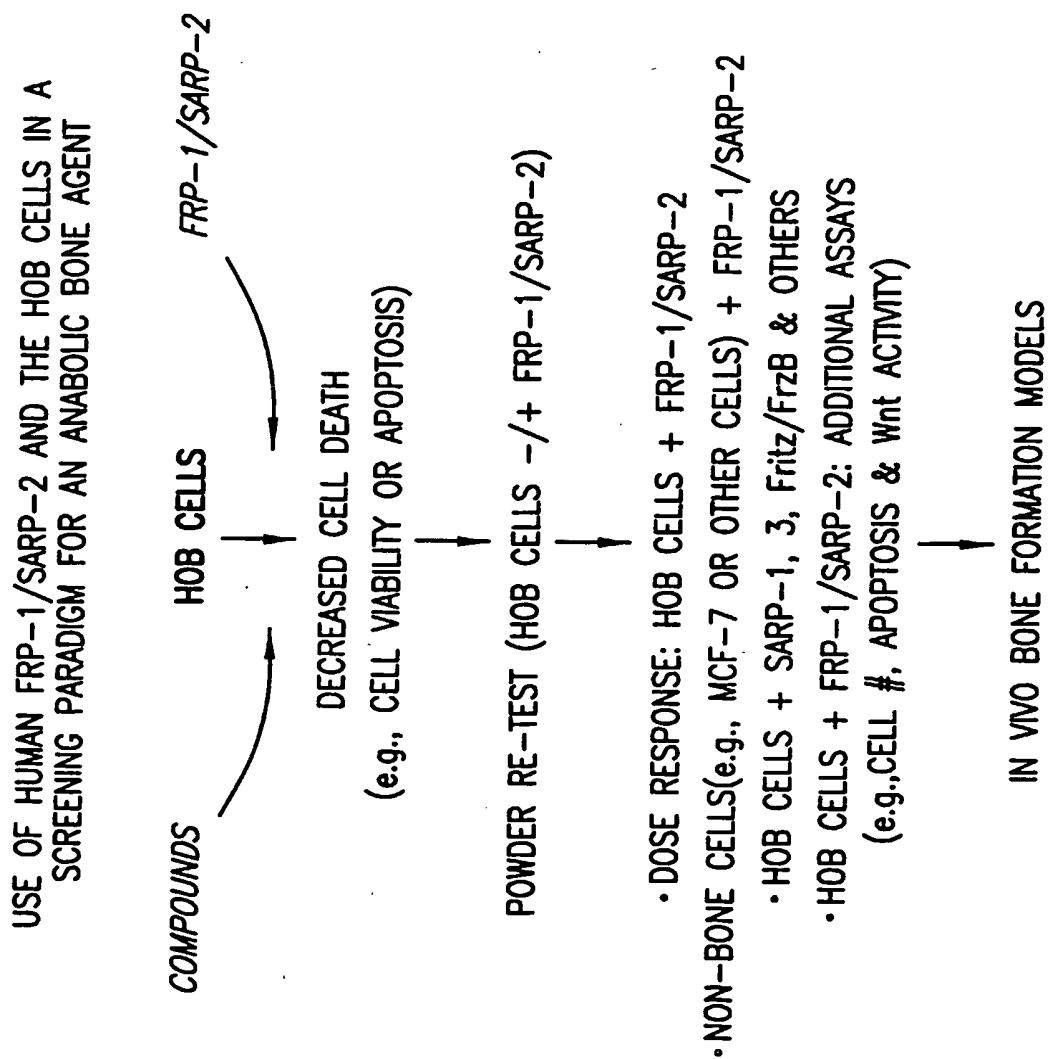 USE OF HUMAN FRP-1/SARP-2 AND THE HOB CELLS IN A
SCREENING PARADIGM FOR AN ANABOLIC BONE AGENT
COMPOUNDS
HOB CELLS
FRP-1/SARP-2
DECREASED CELL DEATH
(e.g., CELL VIABILITY OR APOPTOSIS)
POWDER RE-TEST (HOB CELLS -/+ FRP-1/SARP-2)
• DOSE RESPONSE: HOB CELLS + FRP-1/SARP-2
• NON-BONE CELLS(e.g., MCF-7 OR OTHER CELLS) + FRP-1/SARP-2
• HOB CELLS + SARP-1, 3, Fritz/FrzB & OTHERS
• HOB CELLS + FRP-1/SARP-2: ADDITIONAL ASSAYS
(e.g.,CELL #, APOPTOSIS & Wnt ACTIVITY)
IN VIVO BONE FORMATION MODELS